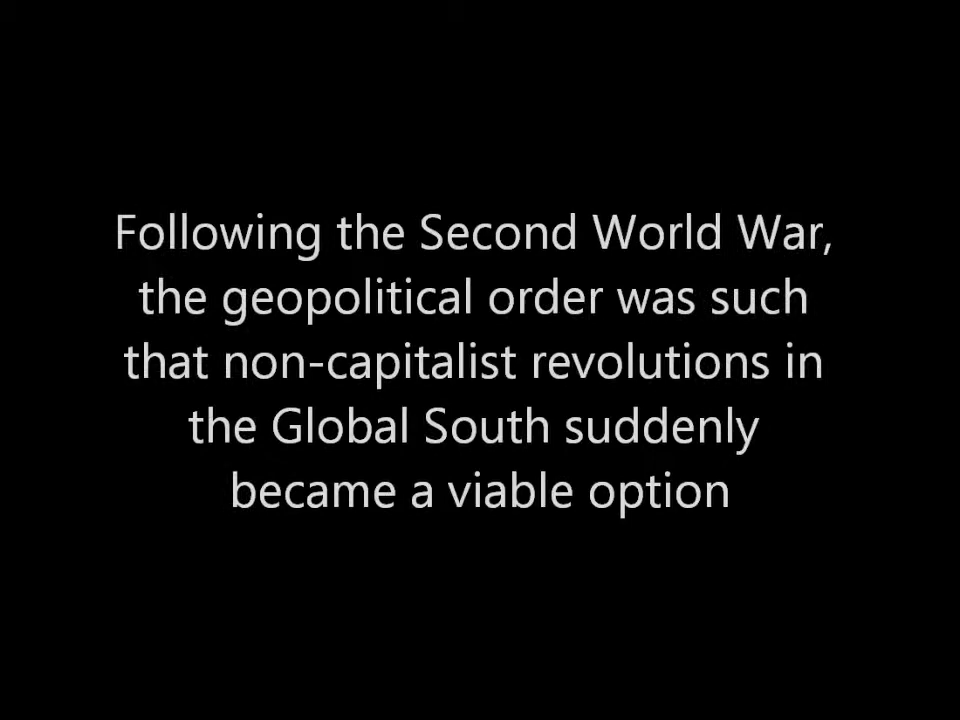 Following the Second World War,
the geopolitical order was such
that non-capitalist revolutions in
the Global South suddenly
became a viable option